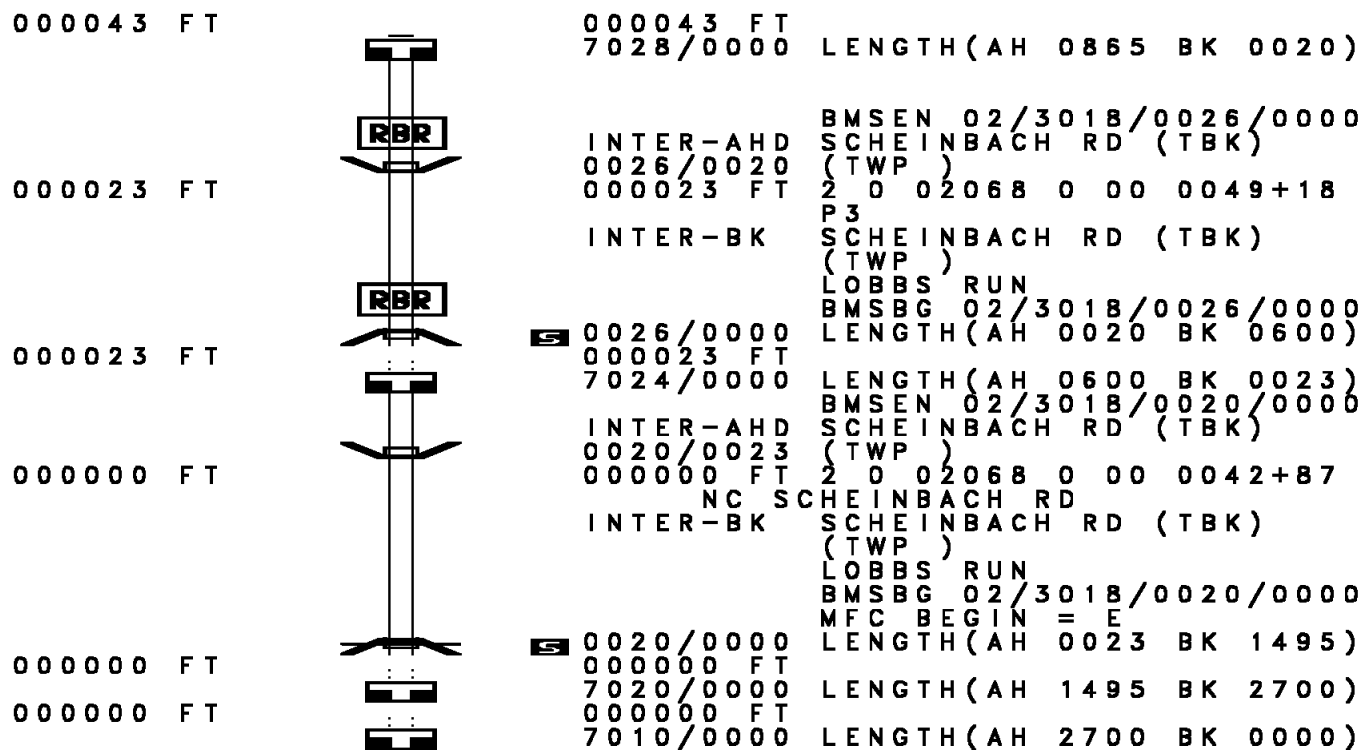 000043 FT 000043 FT
7028/0000 LENGTH(AH 0865 BK 0020)
BMSEN 02/3018/0026/0000
RBR
INTER-AHD SCHEINBACH RD (TBK)
0026/0020 (TWP )
000023 FT 000023 FT 2 0 02068 0 00 0049+18
P3
INTER-BK SCHEINBACH RD (TBK)
(TWP )
LOBBS RUN
RBR
BMSBG 02/3018/0026/0000
S 0026/0000 LENGTH(AH 0020 BK 0600)
000023 FT 000023 FT
7024/0000 LENGTH(AH 0600 BK 0023)
BMSEN 02/3018/0020/0000
INTER-AHD SCHEINBACH RD (TBK)
0020/0023 (TWP )
000000 FT 000000 FT 2 0 02068 0 00 0042+87
NC SCHEINBACH RD
INTER-BK SCHEINBACH RD (TBK)
(TWP )
LOBBS RUN
BMSBG 02/3018/0020/0000
MFC BEGIN = E
S 0020/0000 LENGTH(AH 0023 BK 1495)
000000 FT 000000 FT
7020/0000 LENGTH(AH 1495 BK 2700)
000000 FT 000000 FT
7010/0000 LENGTH(AH 2700 BK 0000)